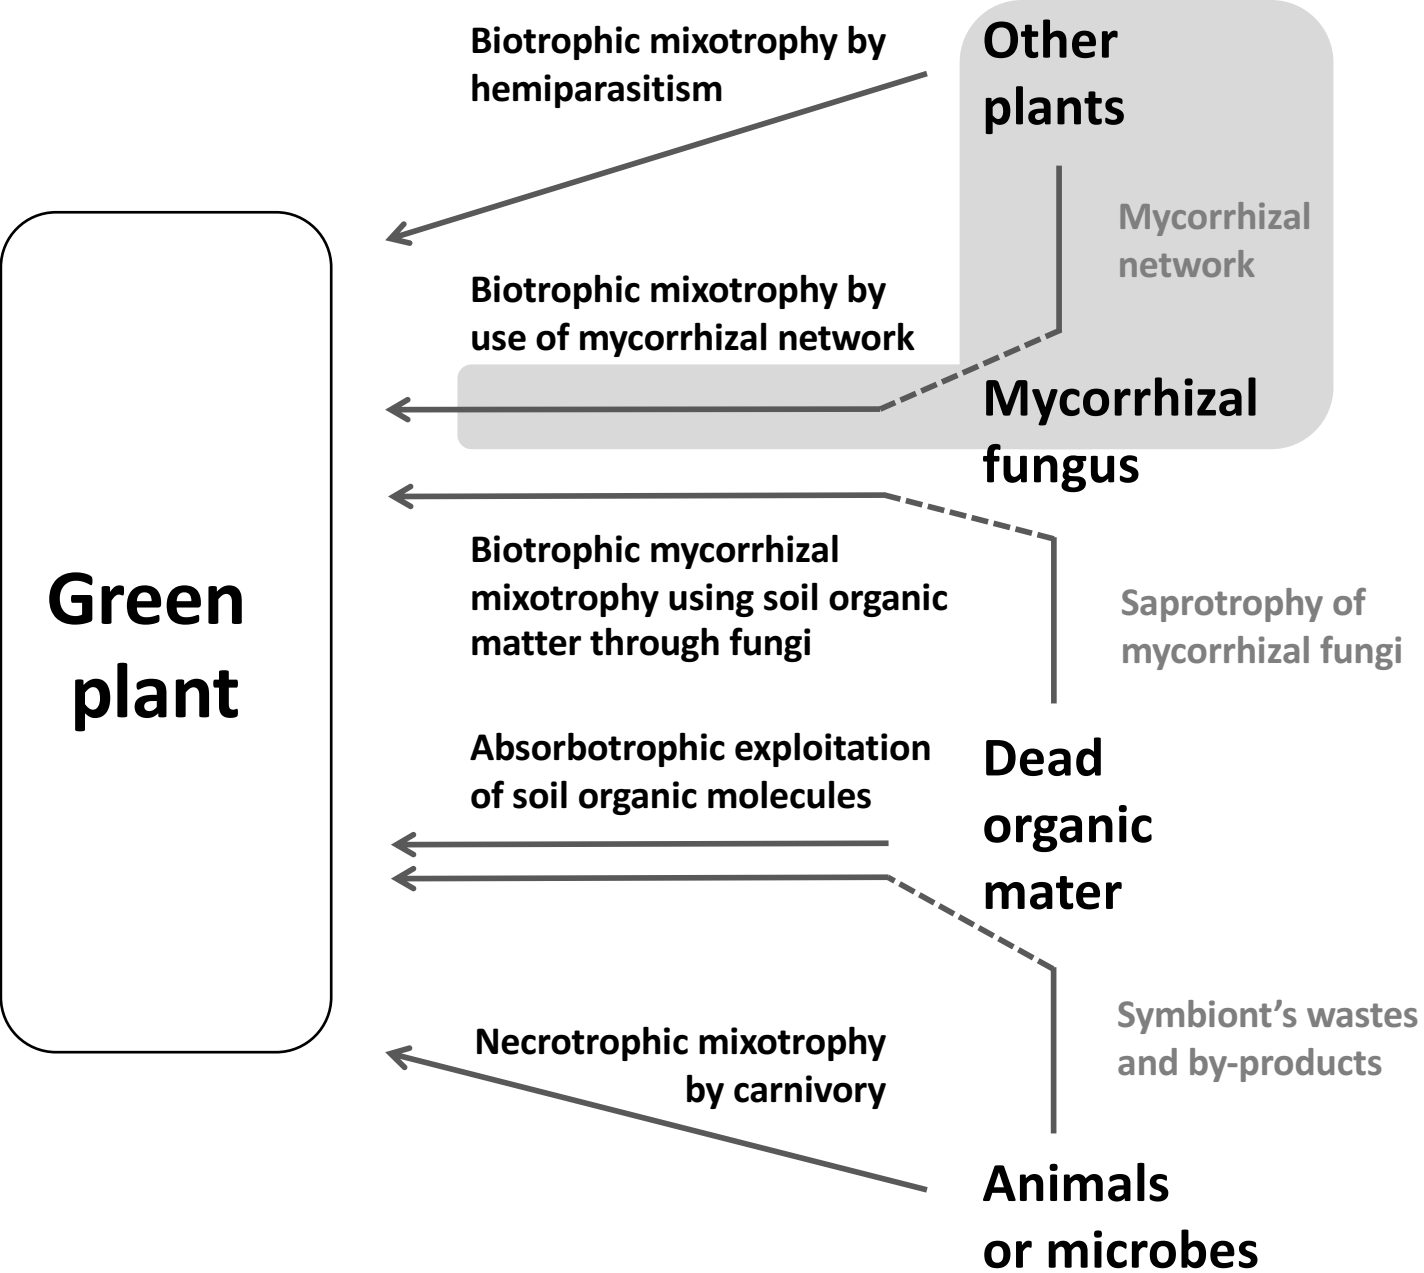 Biotrophic mixotrophy by
hemiparasitism
Other
plants
Mycorrhizal
network
Biotrophic mixotrophy by
use of mycorrhizal network
Mycorrhizal
fungus
Green
plant
Biotrophic mycorrhizal
mixotrophy using soil organic
matter through fungi
Saprotrophy of
mycorrhizal fungi
Absorbotrophic exploitation
of soil organic molecules
Dead
organic
mater
Symbiont’s wastes
and by-products
Necrotrophic mixotrophy
by carnivory
Animals
or microbes